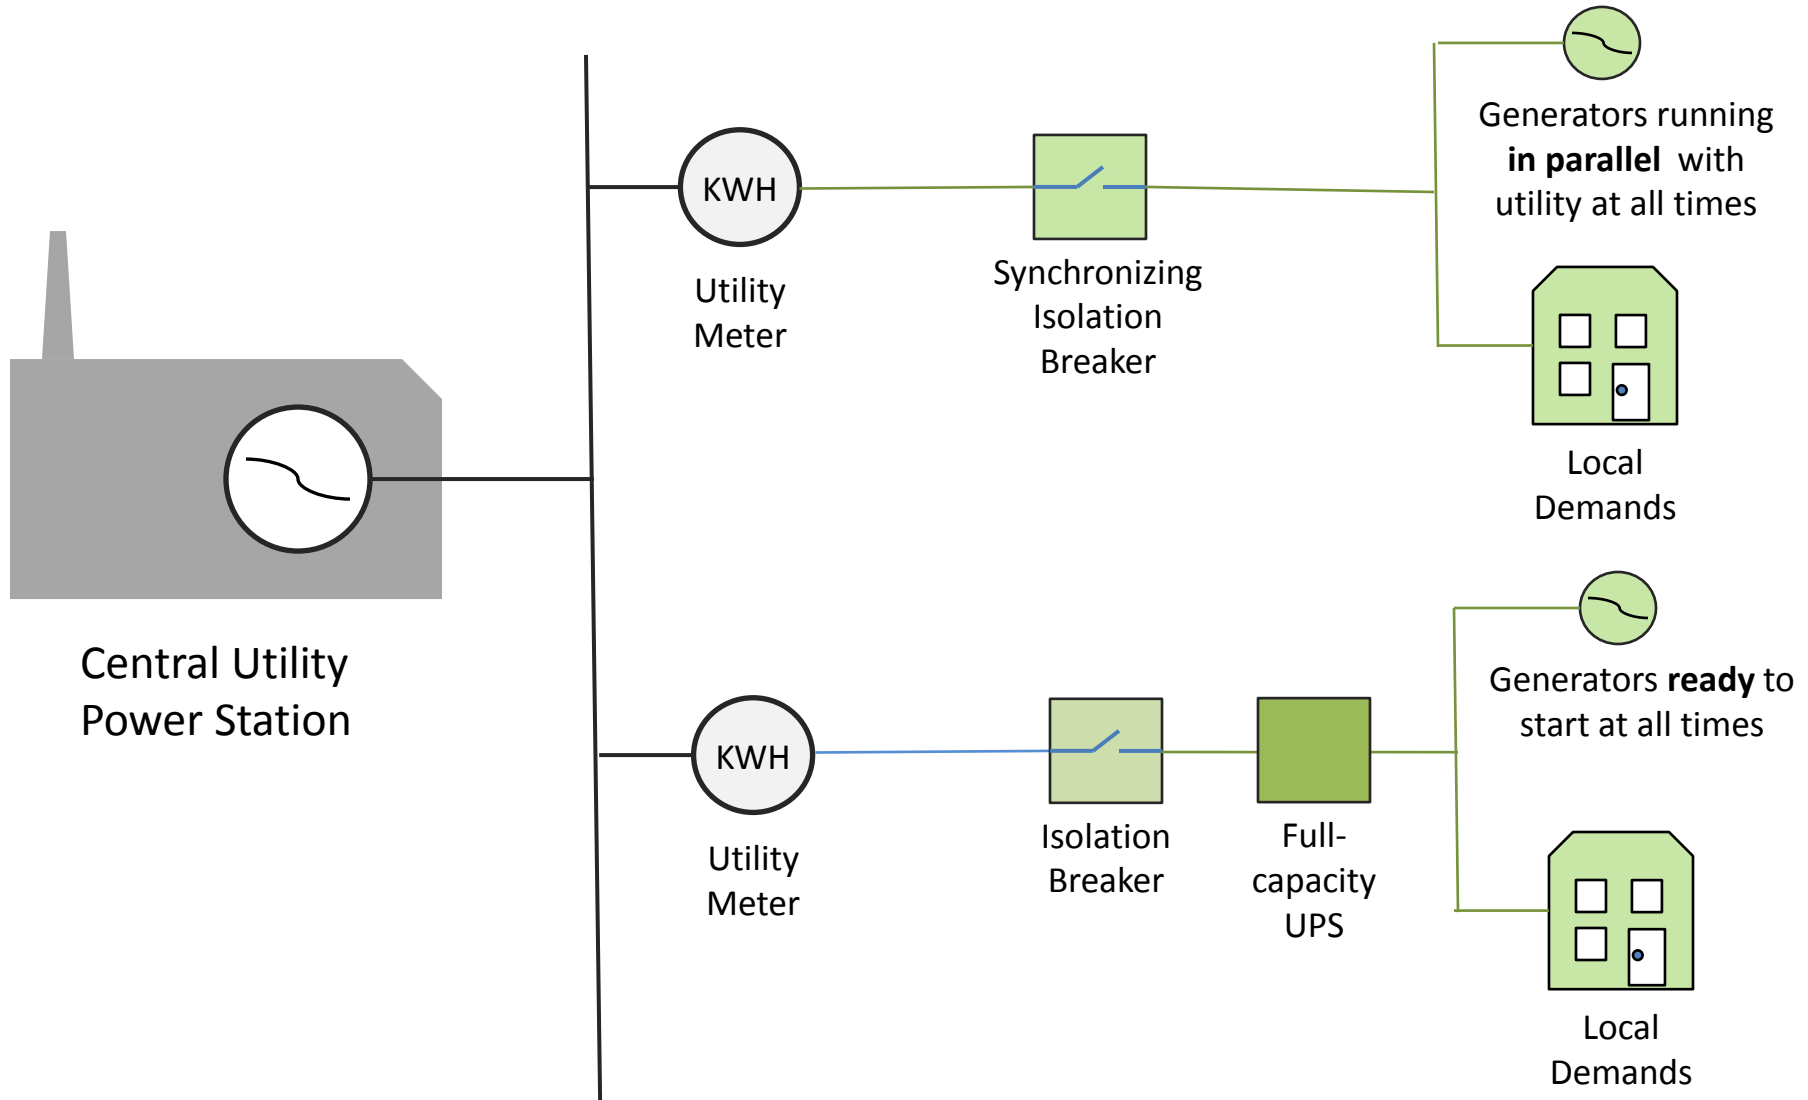 Central Utility
Power Station
KWH
Utility
Meter
Synchronizing
Isolation
Breaker
Generators running
in parallel with
utility at all times
Local
Demands
KWH
Utility
Meter
Isolation
Breaker
Full-
capacity
UPS
Generators ready to
start at all times
Local
Demands